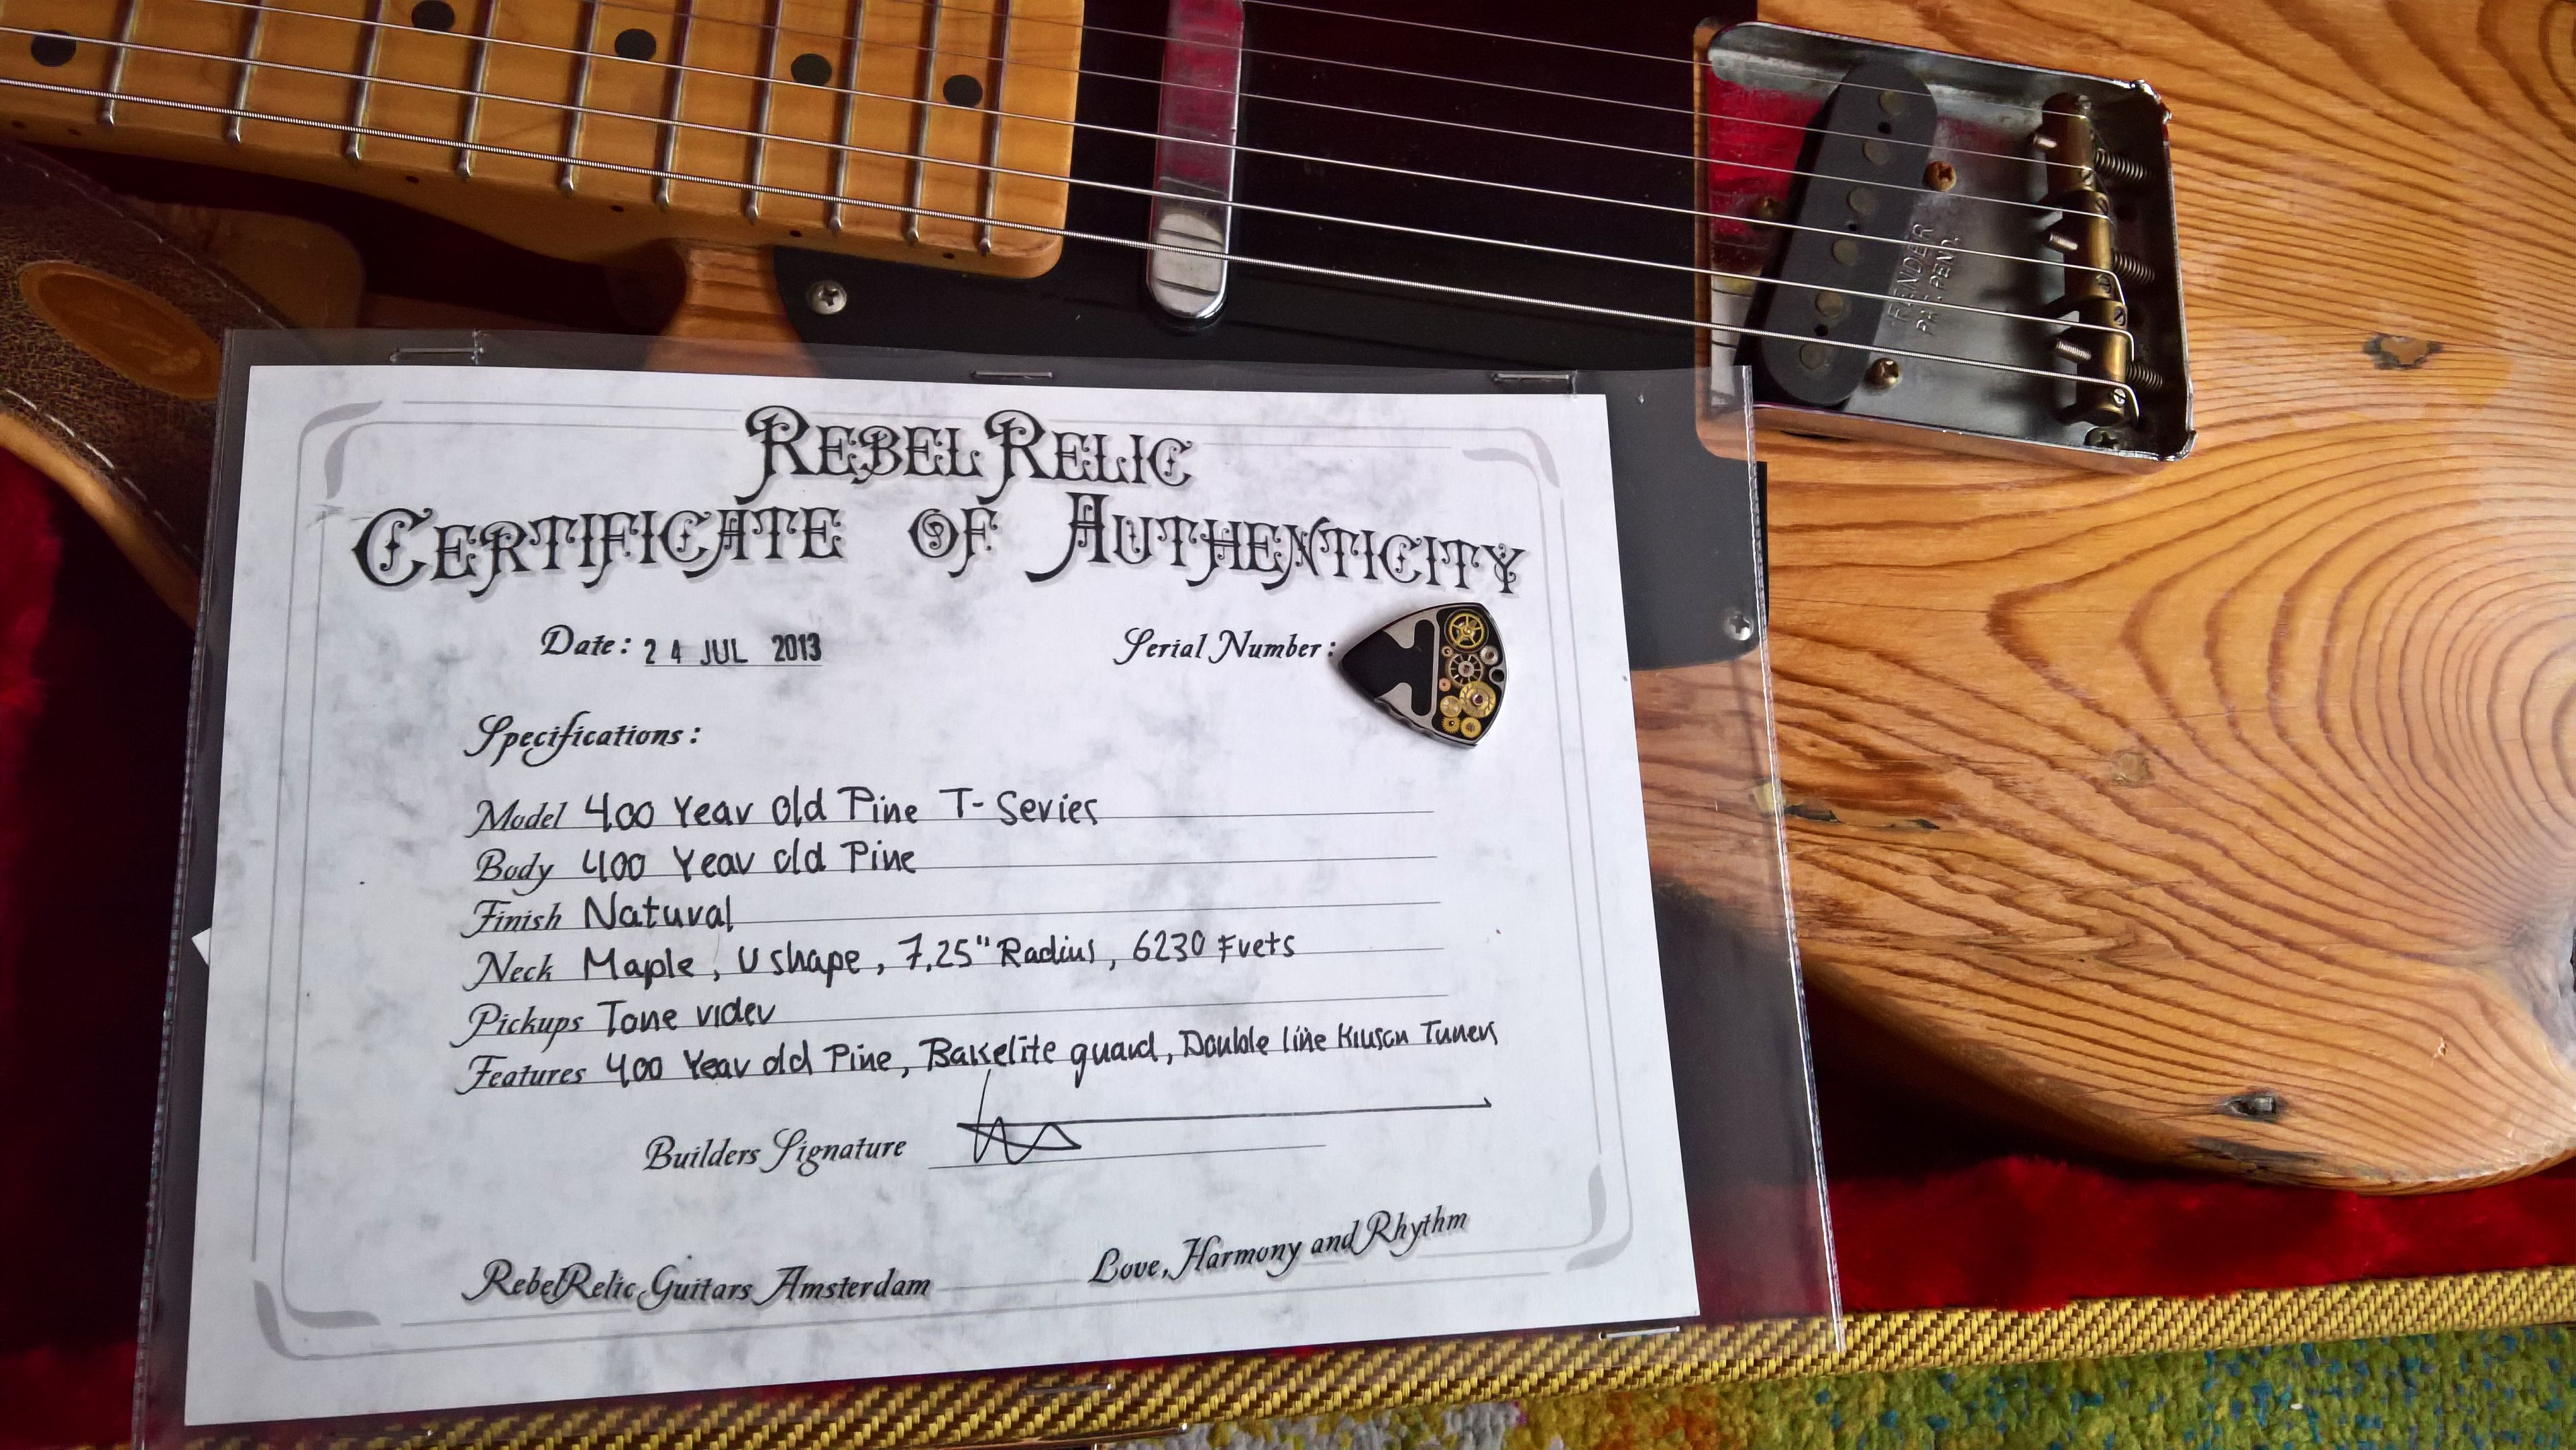 FENDER
PAT. PEND.
REBEL RELIC
CERTIFICATE OF AUTHENTICITY
Date: 24 JUL 2013 Serial Number:
Specifications:
Model 400 Year Old Pine T-Series
Body 400 Year old Pine
Finish Natural
Neck Maple, U shape, 7.25" Radius, 6230 Frets
Pickups Tone rider
Features 400 Year old Pine, Bakelite guard, Double line Kluson Tuners
Builders Signature
RebelRelic Guitars Amsterdam Love, Harmony and Rhythm